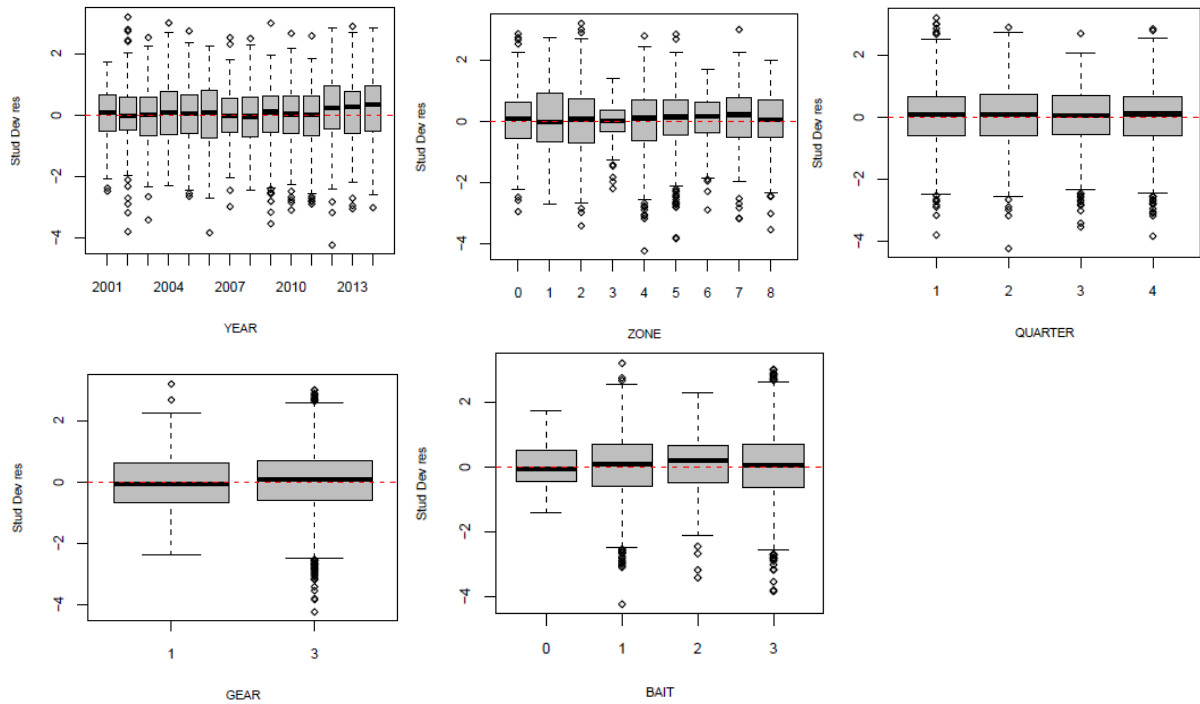 Stud Dev res
2
0
−2
−4
2001 2004 2007 2010 2013
YEAR
Stud Dev res
2
0
−2
−4
0 1 2 3 4 5 6 7 8
ZONE
Stud Dev res
2
0
−2
−4
1 2 3 4
QUARTER
Stud Dev res
2
0
−2
−4
1 3
GEAR
Stud Dev res
2
0
−2
−4
0 1 2 3
BAIT